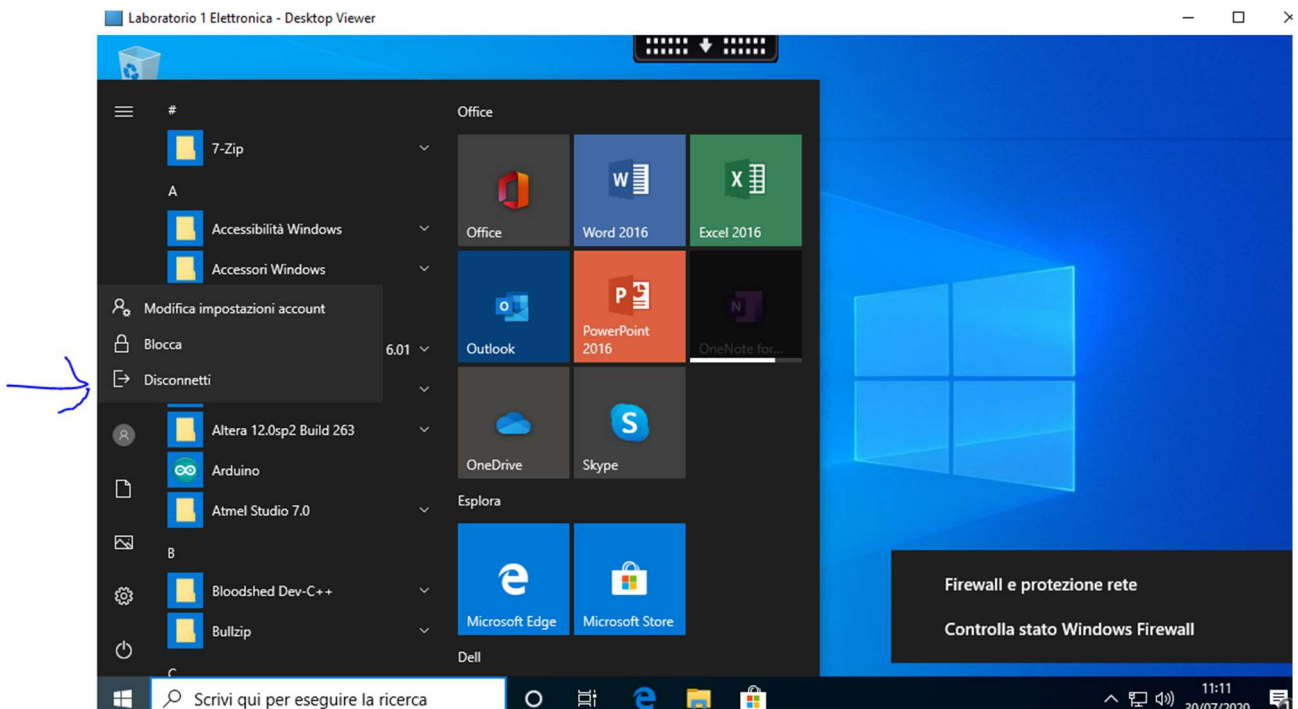 Laboratorio 1 Elettronica - Desktop Viewer
#
7-Zip
A
Accessibilità Windows
Accessori Windows
Modifica impostazioni account
Blocca
6.01
Disconnetti
Altera 12.0sp2 Build 263
Arduino
Atmel Studio 7.0
B
Bloodshed Dev-C++
Bullzip
Office
Office
Word 2016
Excel 2016
Outlook
PowerPoint
2016
OneNote for...
OneDrive
Skype
Esplora
Microsoft Edge
Microsoft Store
Dell
Firewall e protezione rete
Controlla stato Windows Firewall
Scrivi qui per eseguire la ricerca
11:11
30/07/2020